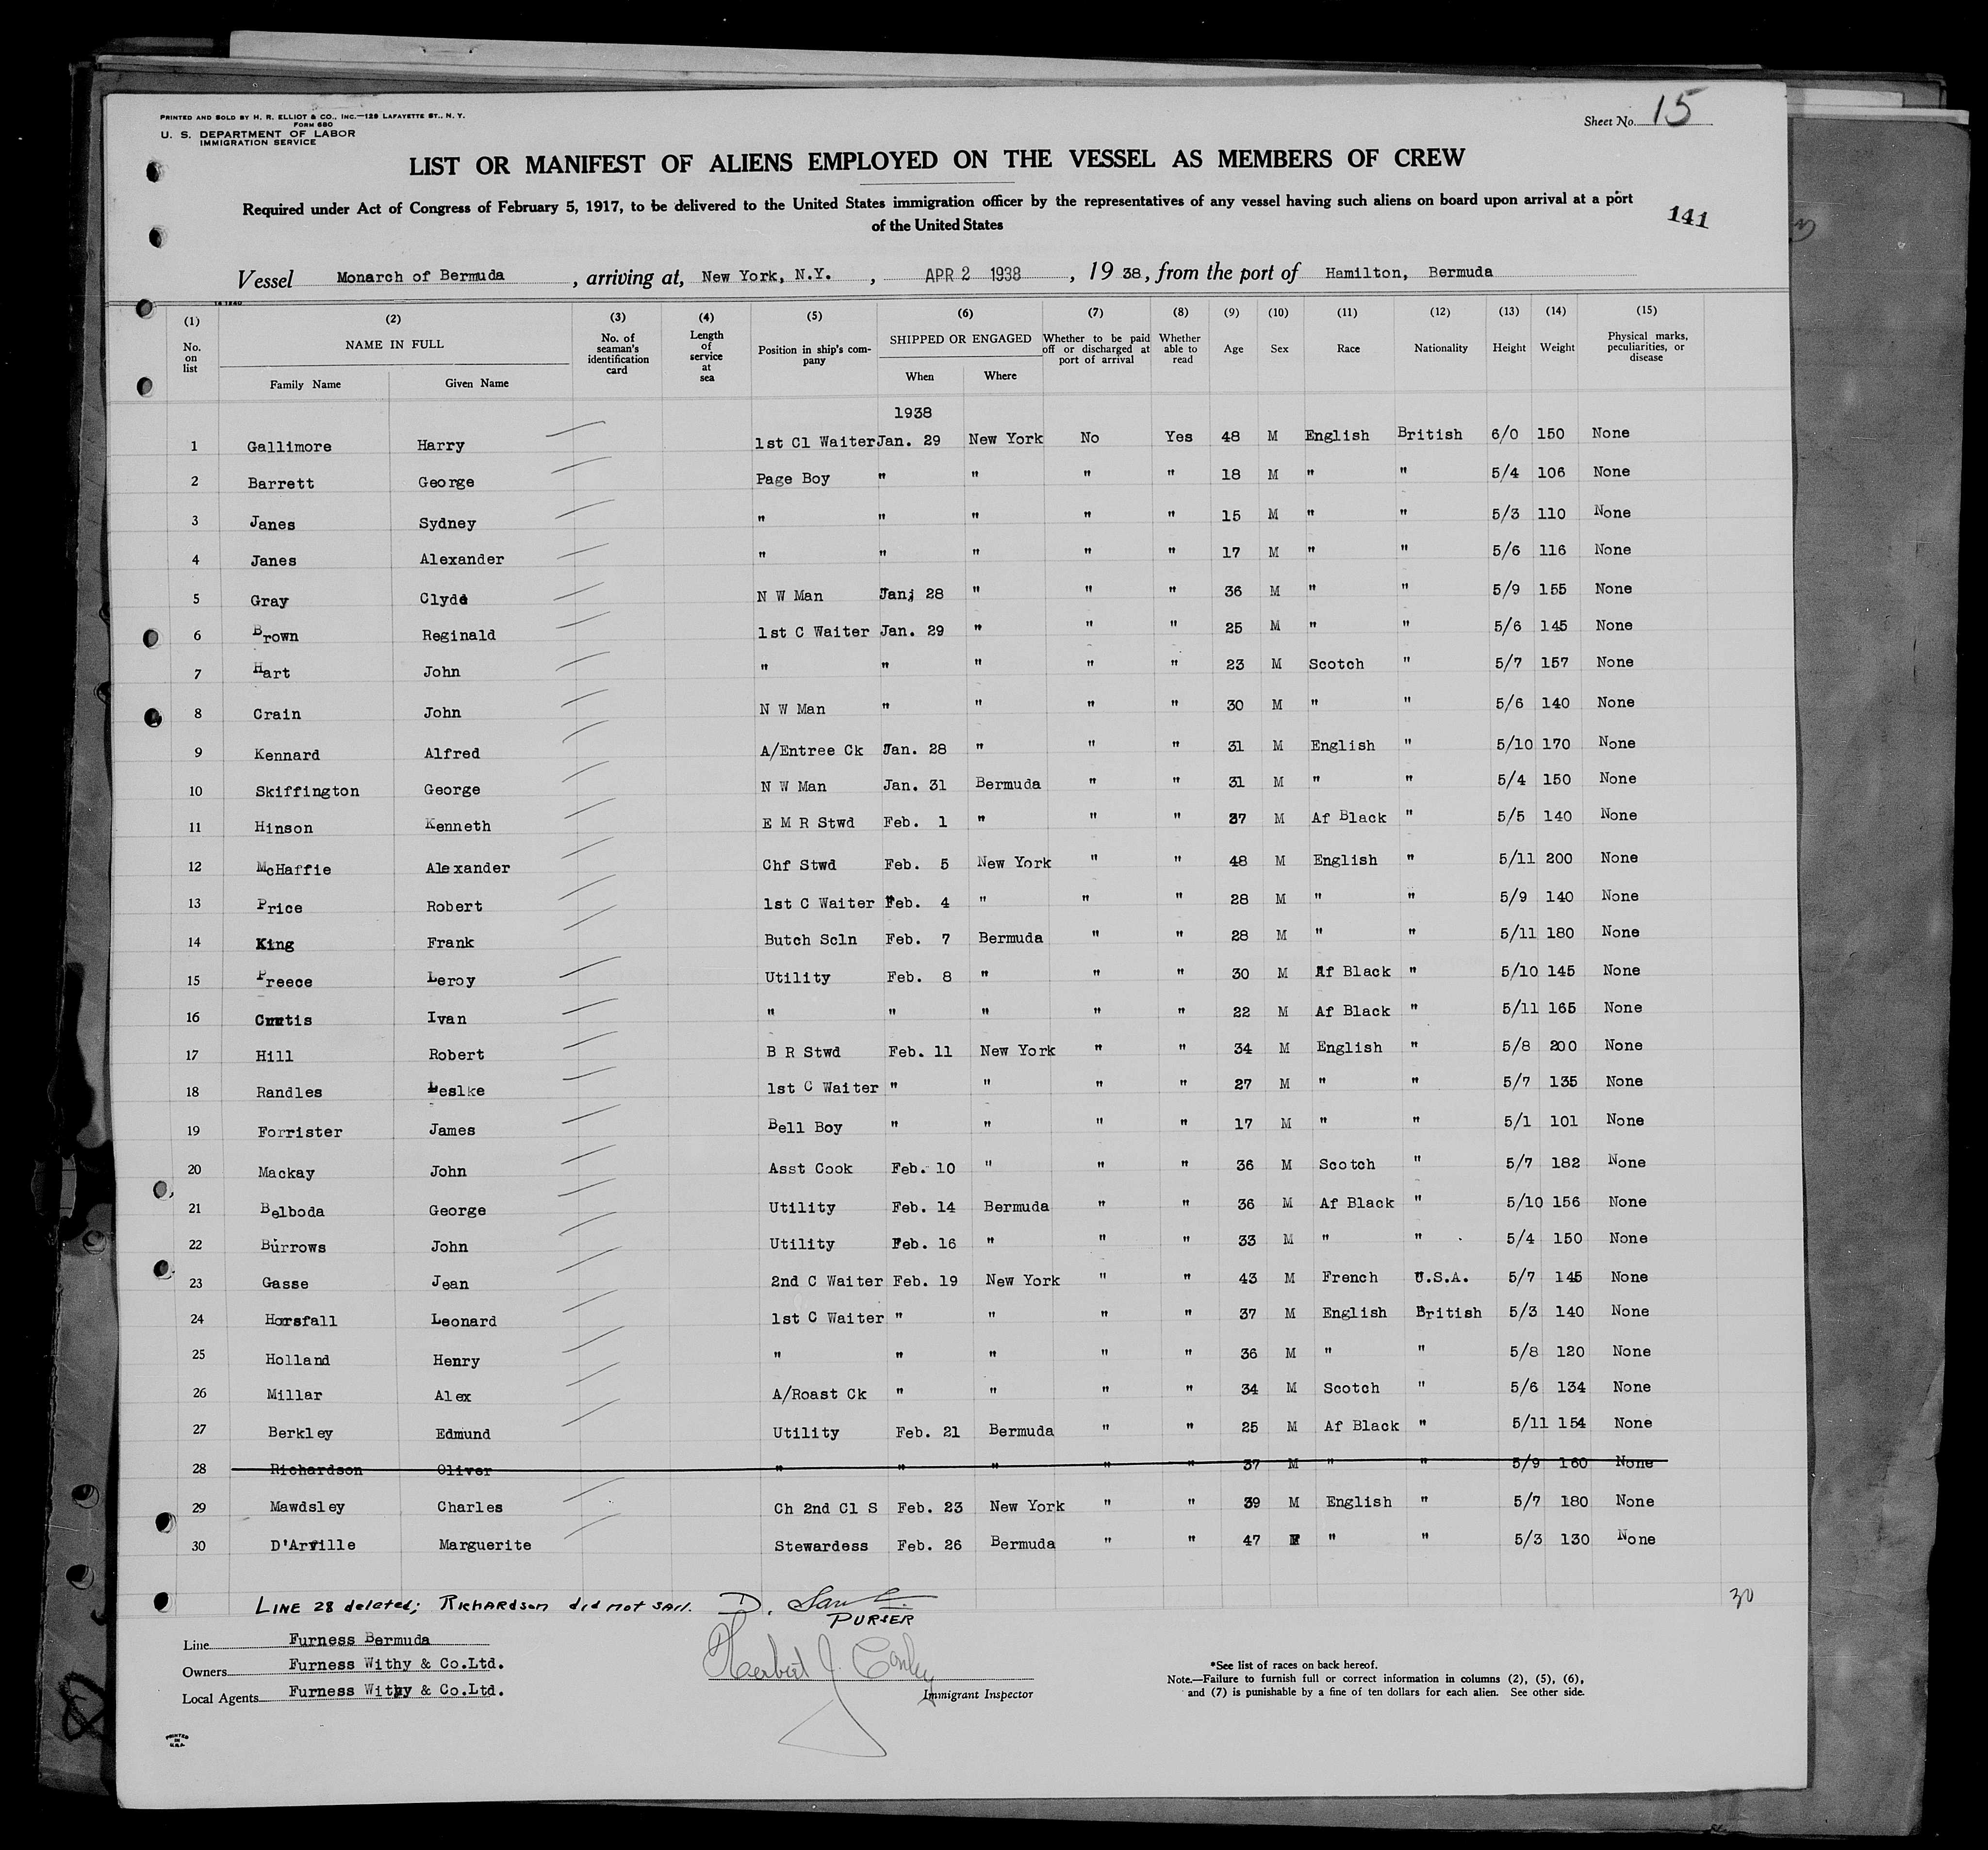 PRINTED AND SOLD BY H. R. ELLIOT & CO., INC.—129 LAFAYETTE ST., N. Y.
FORM 680
U. S. DEPARTMENT OF LABOR
IMMIGRATION SERVICE
Sheet No. 15
LIST OR MANIFEST OF ALIENS EMPLOYED ON THE VESSEL AS MEMBERS OF CREW
Required under Act of Congress of February 5, 1917, to be delivered to the United States immigration officer by the representatives of any vessel having such aliens on board upon arrival at a port
of the United States
141
Vessel Monarch of Bermuda, arriving at, New York, N.Y., APR 2 1938, 19 38, from the port of Hamilton, Bermuda
(1) No. on list (2) NAME IN FULL Family Name Given Name (3) No. of seaman's identification card (4) Length of service at sea (5) Position in ship's company (6) SHIPPED OR ENGAGED When Where (7) Whether to be paid off or discharged at port of arrival (8) Whether able to read (9) Age (10) Sex (11) Race (12) Nationality (13) Height (14) Weight (15) Physical marks, peculiarities, or disease
1938
1 Gallimore Harry 1st Cl Waiter Jan. 29 New York No Yes 48 M English British 6/0 150 None
2 Barrett George Page Boy " " " " 18 M " " 5/4 106 None
3 Janes Sydney " " " " " 15 M " " 5/3 110 None
4 Janes Alexander " " " " " 17 M " " 5/6 116 None
5 Gray Clyde N W Man Jan; 28 " " " 36 M " " 5/9 155 None
6 Brown Reginald 1st C Waiter Jan. 29 " " " 25 M " " 5/6 145 None
7 Hart John " " " " " 23 M Scotch " 5/7 157 None
8 Crain John N W Man " " " " 30 M " " 5/6 140 None
9 Kennard Alfred A/Entree Ck Jan. 28 " " " 31 M English " 5/10 170 None
10 Skiffington George N W Man Jan. 31 Bermuda " " 31 M " " 5/4 150 None
11 Hinson Kenneth E M R Stwd Feb. 1 " " " 37 M Af Black " 5/5 140 None
12 McHaffie Alexander Chf Stwd Feb. 5 New York " " 48 M English " 5/11 200 None
13 Price Robert 1st C Waiter Feb. 4 " " " 28 M " " 5/9 140 None
14 King Frank Butch Scln Feb. 7 Bermuda " " 28 M " " 5/11 180 None
15 Preece Leroy Utility Feb. 8 " " " 30 M Af Black " 5/10 145 None
16 Curtis Ivan " " " " " 22 M Af Black " 5/11 165 None
17 Hill Robert B R Stwd Feb. 11 New York " " 34 M English " 5/8 200 None
18 Randles Leslke 1st C Waiter " " " " 27 M " " 5/7 135 None
19 Forrister James Bell Boy " " " " 17 M " " 5/1 101 None
20 Mackay John Asst Cook Feb. 10 " " " 36 M Scotch " 5/7 182 None
21 Belboda George Utility Feb. 14 Bermuda " " 36 M Af Black " 5/10 156 None
22 Burrows John Utility Feb. 16 " " " 33 M " " 5/4 150 None
23 Gasse Jean 2nd C Waiter Feb. 19 New York " " 43 M French U.S.A. 5/7 145 None
24 Horsfall Leonard 1st C Waiter " " " " 37 M English British 5/3 140 None
25 Holland Henry " " " " " 36 M " " 5/8 120 None
26 Millar Alex A/Roast Ck " " " " 34 M Scotch " 5/6 134 None
27 Berkley Edmund Utility Feb. 21 Bermuda " " 25 M Af Black " 5/11 154 None
28 Richardson Oliver " " " " " 37 M " " 5/9 160 None
29 Mawdsley Charles Ch 2nd Cl S Feb. 23 New York " " 39 M English " 5/7 180 None
30 D'Arville Marguerite Stewardess Feb. 26 Bermuda " " 47 F " " 5/3 130 None
LINE 28 deleted; RICHARDSON did not SAIL. D.
PURSER
30
Line Furness Bermuda
Owners Furness Withy & Co.Ltd.
Local Agents Furness Withy & Co.Ltd.
Herbert J. Conley
Immigrant Inspector
*See list of races on back hereof.
Note.—Failure to furnish full or correct information in columns (2), (5), (6),
and (7) is punishable by a fine of ten dollars for each alien. See other side.
PRINTED IN U.S.A.